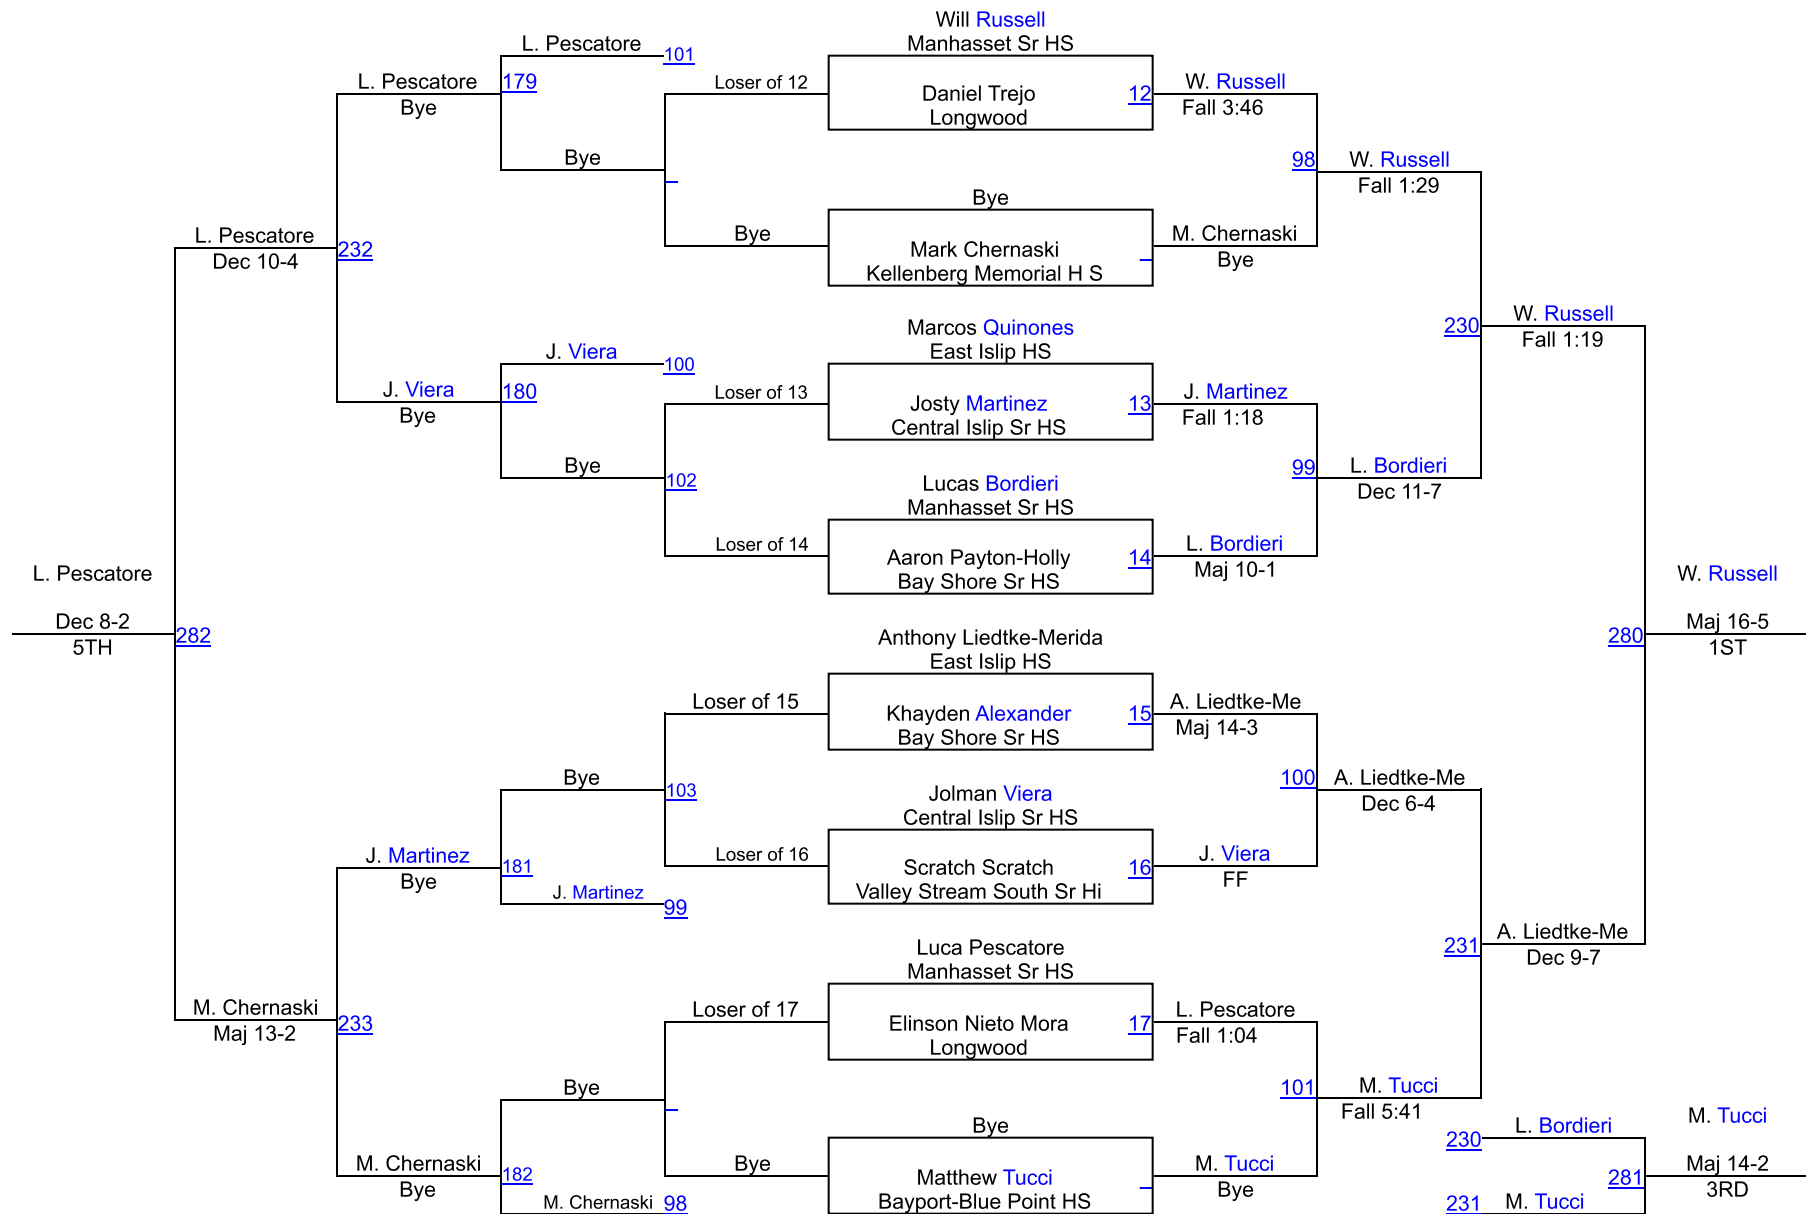 Will Russell
Manhasset Sr HS
L. Pescatore
101
L. Pescatore
179
Loser of 12
Daniel Trejo
12
W. Russell
Bye
Longwood
Fall 3:46
Bye
98
W. Russell
Fall 1:29
Bye
L. Pescatore
232
Bye
Mark Chernaski
M. Chernaski
Dec 10-4
Kellenberg Memorial H S
Bye
Marcos Quinones
230
W. Russell
East Islip HS
Fall 1:19
J. Viera
100
J. Viera
180
Loser of 13
Josty Martinez
13
J. Martinez
Bye
Central Islip Sr HS
Fall 1:18
Bye
102
Lucas Bordieri
99
L. Bordieri
Manhasset Sr HS
Dec 11-7
Loser of 14
Aaron Payton-Holly
14
L. Bordieri
Bay Shore Sr HS
Maj 10-1
L. Pescatore
W. Russell
Dec 8-2
282
Anthony Liedtke-Merida
280
Maj 16-5
5TH
East Islip HS
1ST
Loser of 15
Khayden Alexander
15
A. Liedtke-Me
Bay Shore Sr HS
Maj 14-3
Bye
103
Jolman Viera
100
A. Liedtke-Me
Central Islip Sr HS
Dec 6-4
J. Martinez
181
Loser of 16
Scratch Scratch
16
J. Viera
Bye
Valley Stream South Sr Hi
FF
J. Martinez
99
Luca Pescatore
231
A. Liedtke-Me
Manhasset Sr HS
Dec 9-7
M. Chernaski
233
Loser of 17
Elinson Nieto Mora
17
L. Pescatore
Maj 13-2
Longwood
Fall 1:04
Bye
101
M. Tucci
Fall 5:41
Bye
230
L. Bordieri
M. Tucci
M. Chernaski
182
Bye
Matthew Tucci
M. Tucci
281
Maj 14-2
Bye
Bayport-Blue Point HS
Bye
3RD
M. Chernaski
98
231
M. Tucci